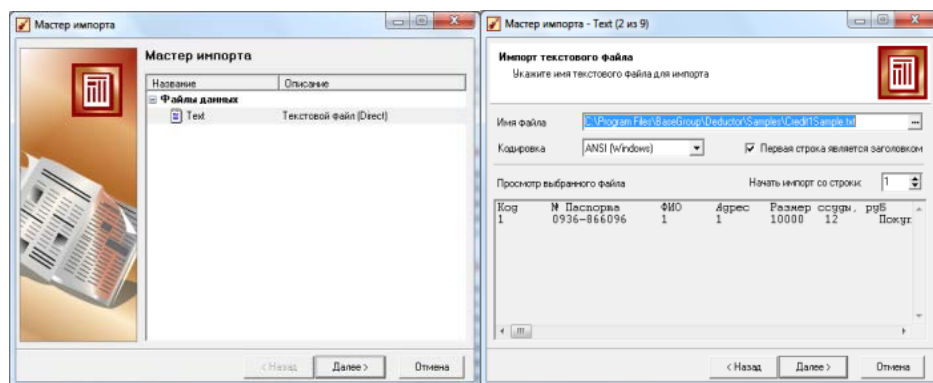 Мастер импорта
Мастер импорта
Название Описание
Файлы данных
Text Текстовой файл (Direct)
< Назад Далее > Отмена
Мастер импорта - Text (2 из 9)
Импорт текстового файла
Укажите имя текстового файла для импорта
Имя файла C:\Program Files\BaseGroup\Deductor\Samples\Credit1Sample.txt ...
Кодировка ANSI (Windows) Первая строка является заголовком
Просмотр выбранного файла Начать импорт со строки: 1
Код № Паспорта ФИО Адрес Размер ссуды, руб
1 0936-866096 1 1 10000 12 Покуп
< Назад Далее > Отмена